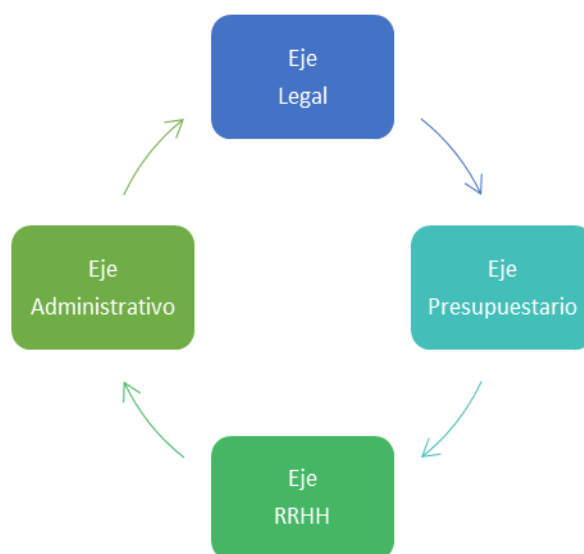 Eje
Legal
Eje
Presupuestario
Eje
RRHH
Eje
Administrativo